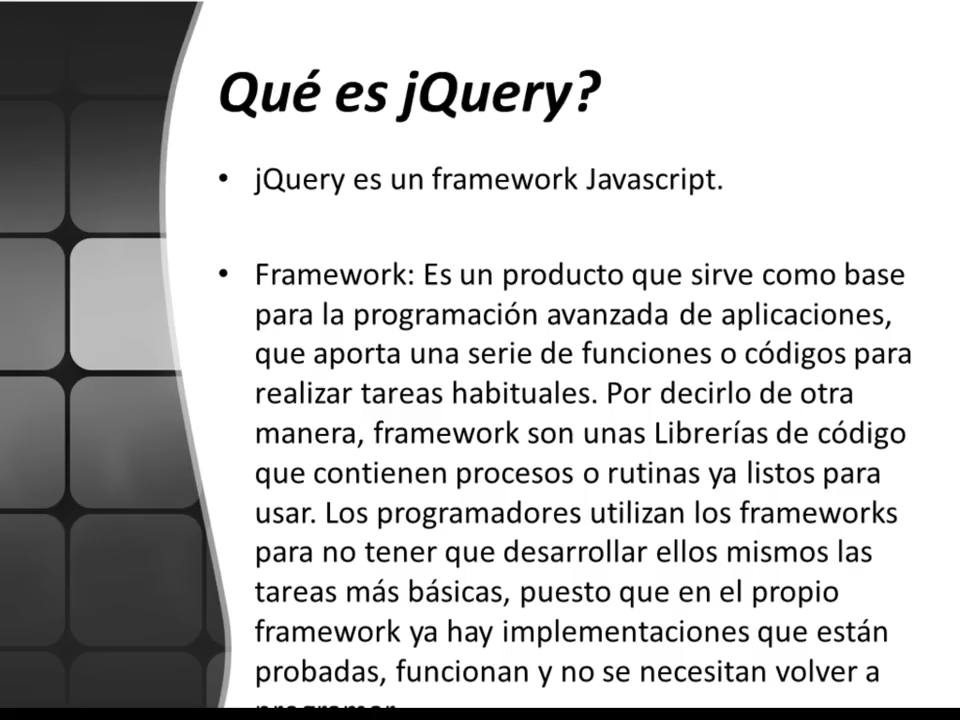 Qué es jQuery?
• jQuery es un framework Javascript.
• Framework: Es un producto que sirve como base
para la programación avanzada de aplicaciones,
que aporta una serie de funciones o códigos para
realizar tareas habituales. Por decirlo de otra
manera, framework son unas Librerías de código
que contienen procesos o rutinas ya listos para
usar. Los programadores utilizan los frameworks
para no tener que desarrollar ellos mismos las
tareas más básicas, puesto que en el propio
framework ya hay implementaciones que están
probadas, funcionan y no se necesitan volver a